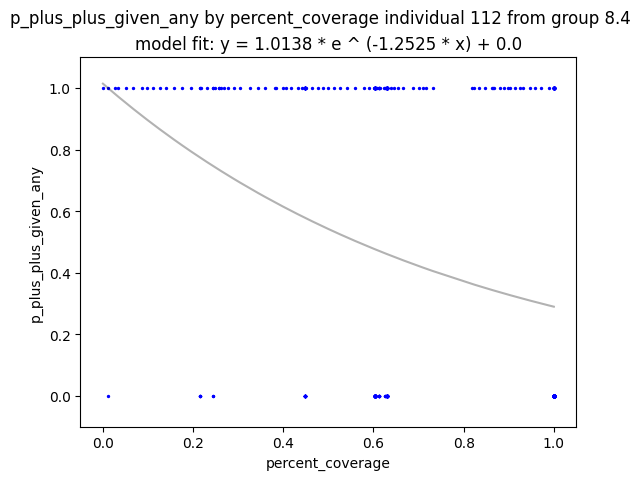 p_plus_plus_given_any by percent_coverage individual 112 from group 8.4
model fit: y = 1.0138 * e ^ (-1.2525 * x) + 0.0
1.0
0.8
0.6
0.4
0.2
0.0
p_plus_plus_given_any
0.0 0.2 0.4 0.6 0.8 1.0
percent_coverage